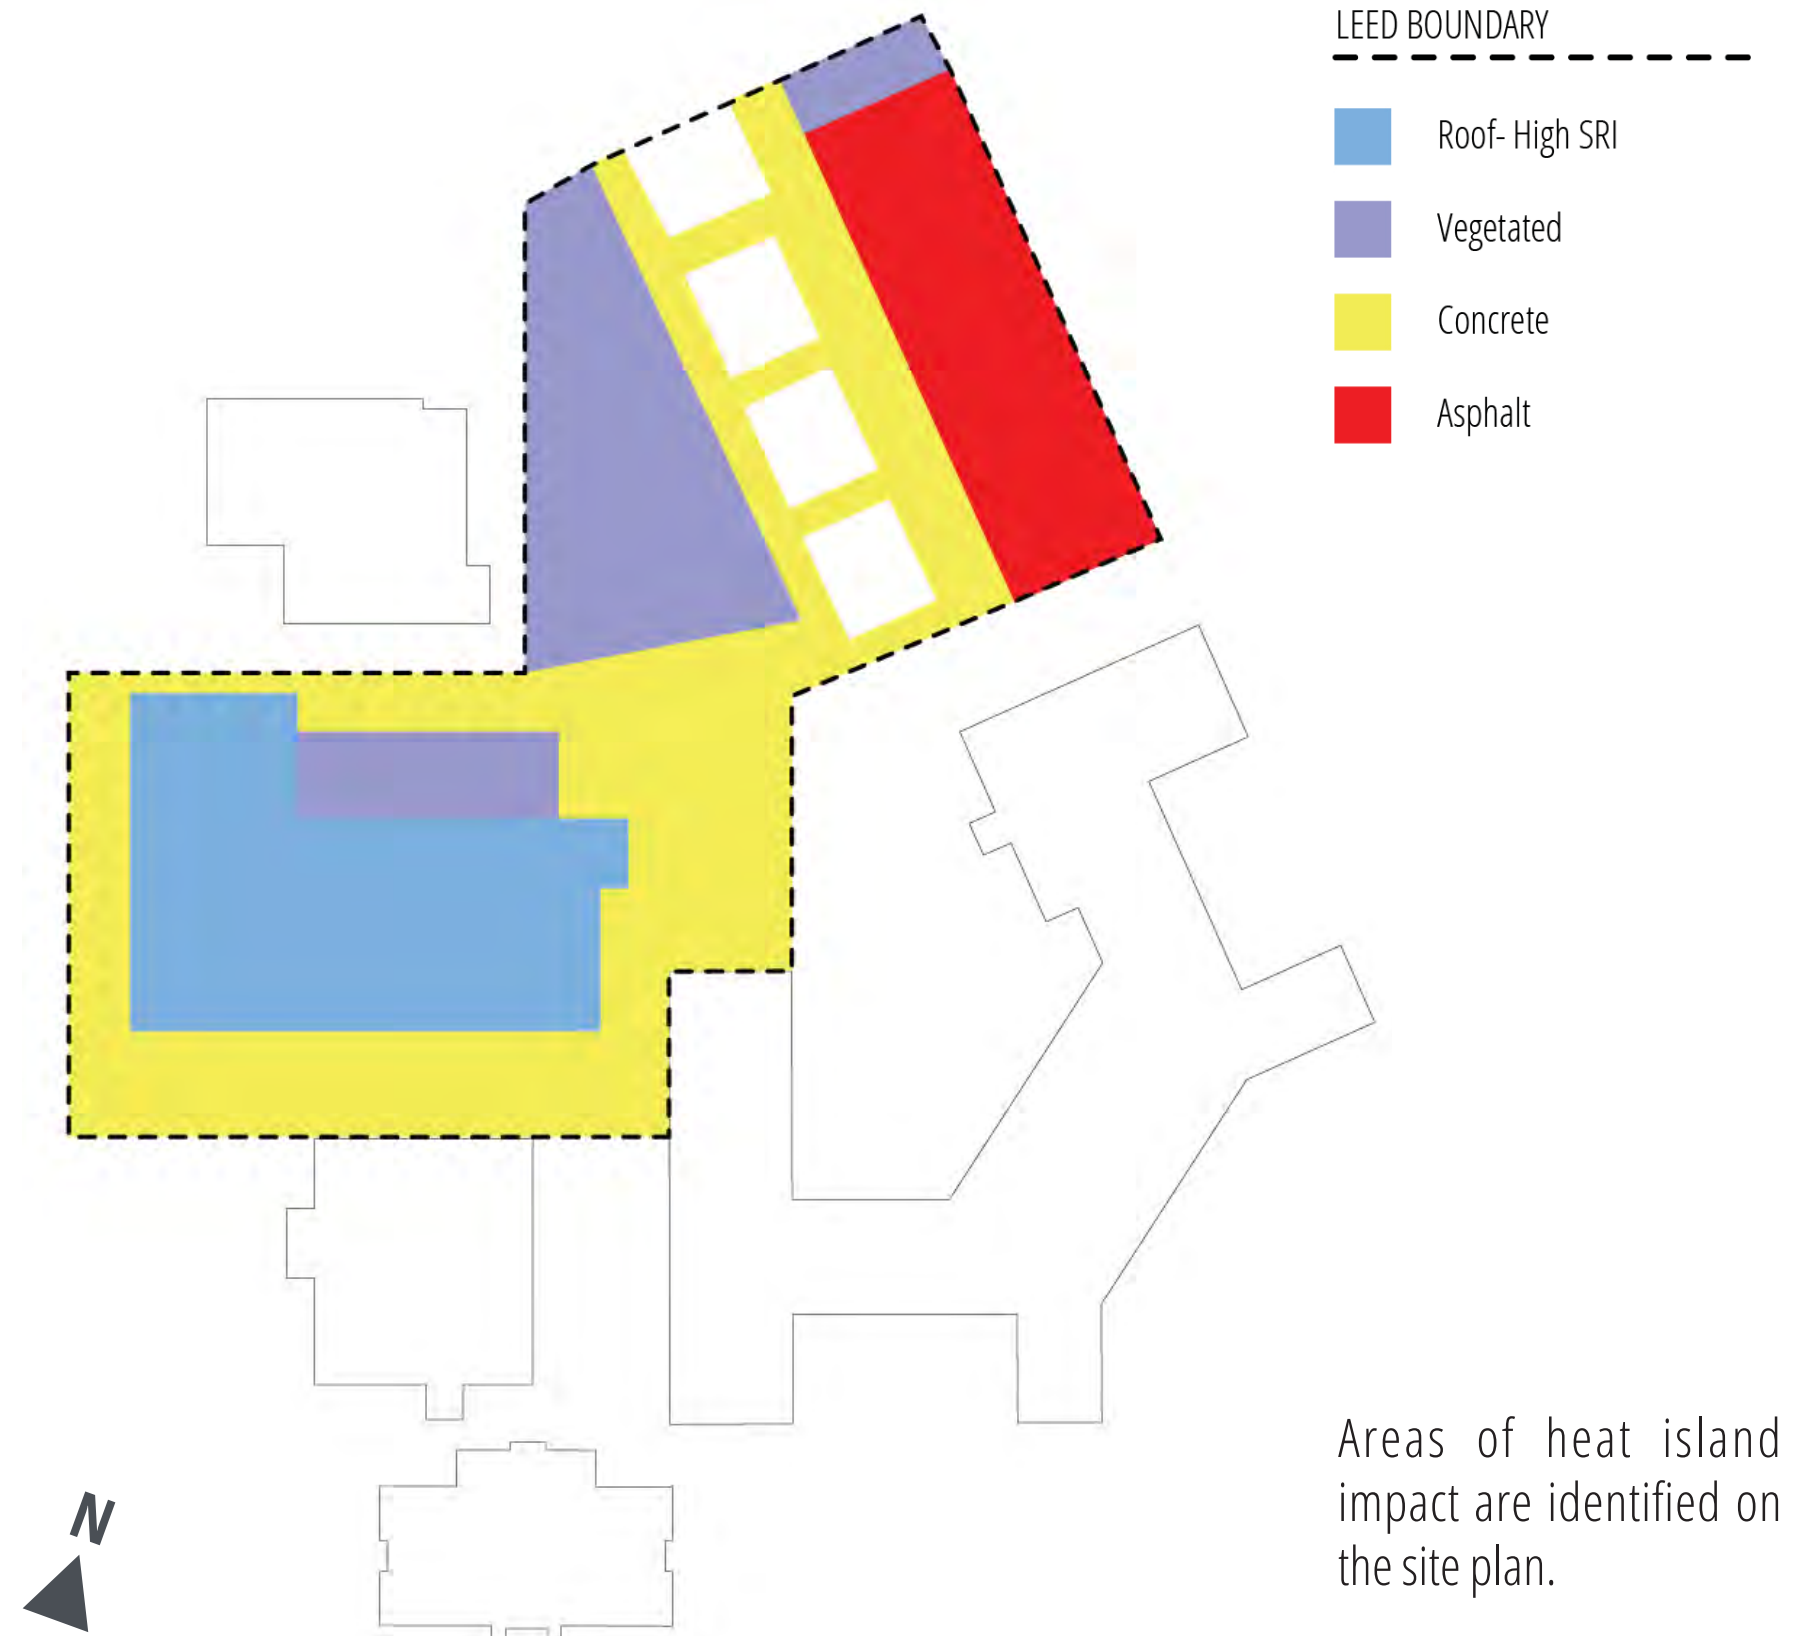 LEED BOUNDARY
Roof- High SRI
Vegetated
Concrete
Asphalt
Areas of heat island
impact are identified on
the site plan.
N